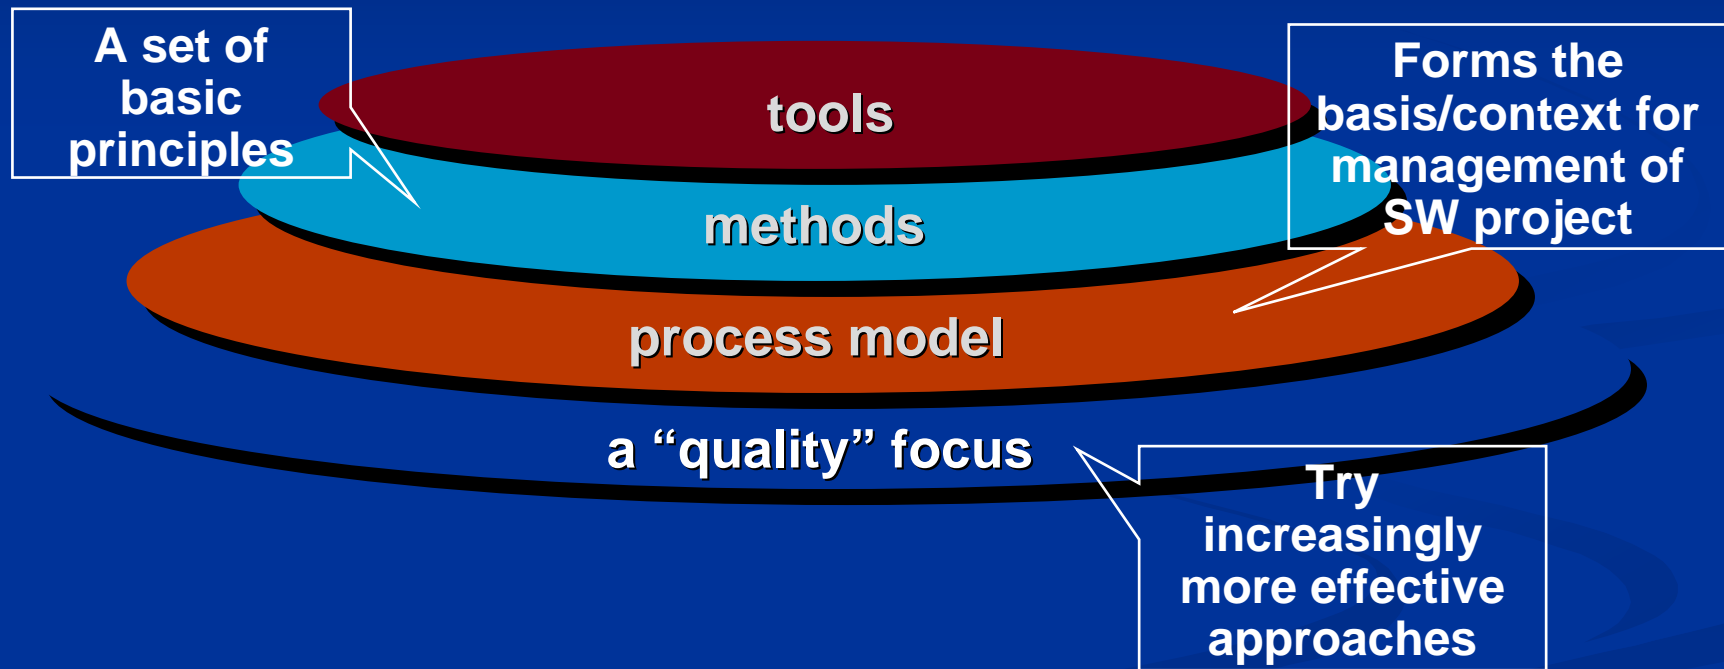 A set of
basic
principles
Forms the
basis/context for
management of
SW project
tools
methods
process model
a “quality” focus
Try
increasingly
more effective
approaches